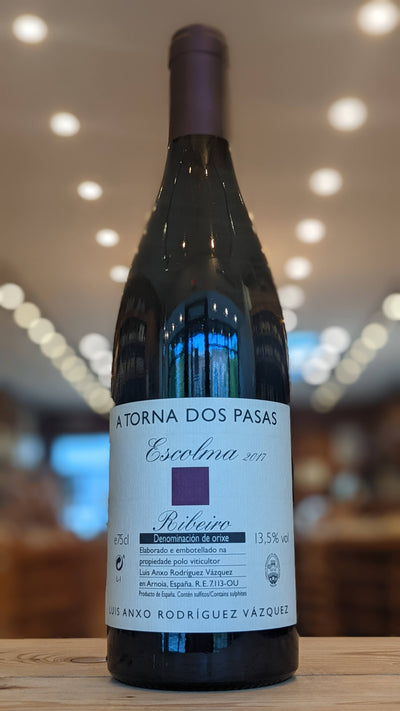 A TORNA DOS PASAS
Escolma 2017
Ribeiro
e75cl Denominación de orixe 13,5% vol
Elaborado e embotellado na
propiedade polo viticultor
Luis Anxo Rodríguez Vázquez
en Arnoia, España. R.E. 7.113-OU
Producto de España. Contén sulfitos/Contains sulphites
L-1
LUIS ANXO RODRÍGUEZ VÁZQUEZ